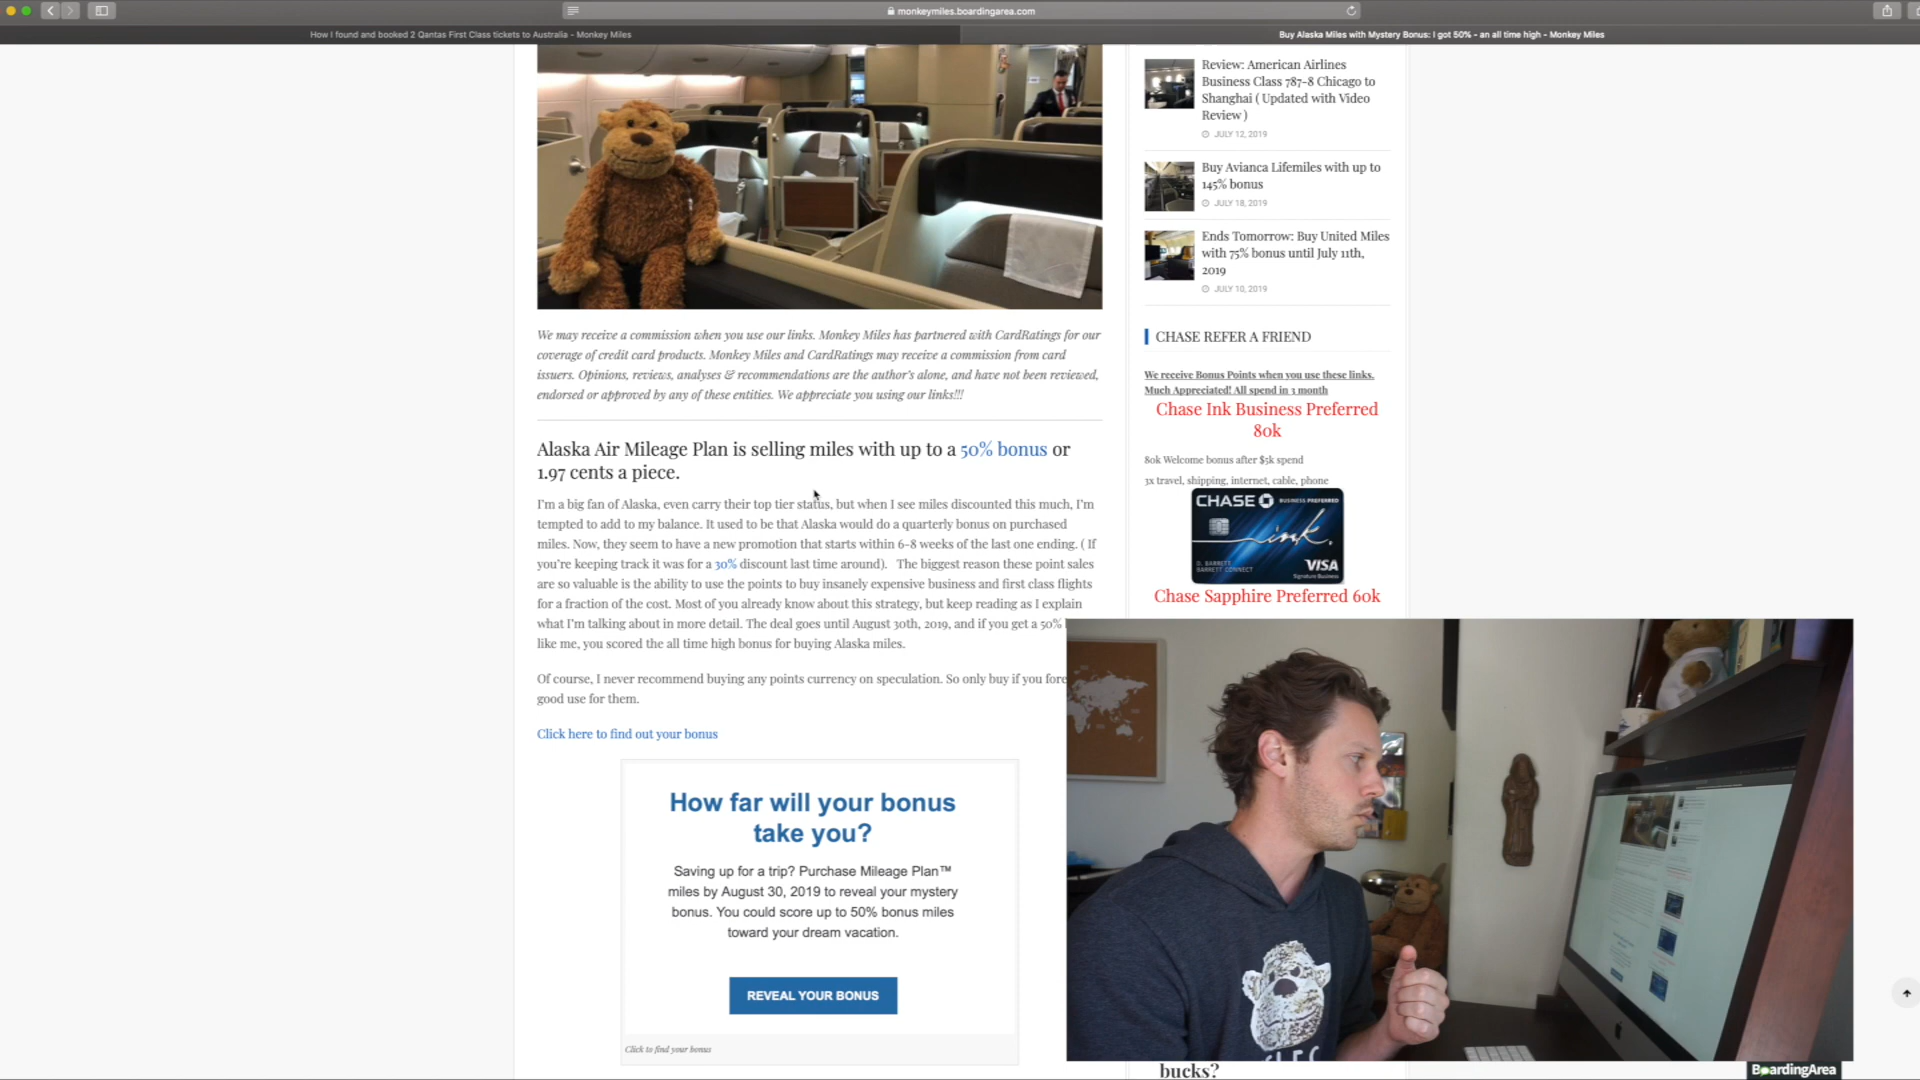 monkeymiles.boardingarea.com
How I found and booked 2 Qantas First Class tickets to Australia - Monkey Miles
Buy Alaska Miles with Mystery Bonus: I got 50% - an all time high - Monkey Miles
We may receive a commission when you use our links. Monkey Miles has partnered with CardRatings for our
coverage of credit card products. Monkey Miles and CardRatings may receive a commission from card
issuers. Opinions, reviews, analyses & recommendations are the author's alone, and have not been reviewed,
endorsed or approved by any of these entities. We appreciate you using our links!!!
Alaska Air Mileage Plan is selling miles with up to a 50% bonus or
1.97 cents a piece.
I'm a big fan of Alaska, even carry their top tier status, but when I see miles discounted this much, I'm
tempted to add to my balance. It used to be that Alaska would do a quarterly bonus on purchased
miles. Now, they seem to have a new promotion that starts within 6-8 weeks of the last one ending. ( If
you're keeping track it was for a 30% discount last time around). The biggest reason these point sales
are so valuable is the ability to use the points to buy insanely expensive business and first class flights
for a fraction of the cost. Most of you already know about this strategy, but keep reading as I explain
what I'm talking about in more detail. The deal goes until August 30th, 2019, and if you get a 50%
like me, you scored the all time high bonus for buying Alaska miles.
Of course, I never recommend buying any points currency on speculation. So only buy if you fore
good use for them.
Click here to find out your bonus
How far will your bonus
take you?
Saving up for a trip? Purchase Mileage Plan™
miles by August 30, 2019 to reveal your mystery
bonus. You could score up to 50% bonus miles
toward your dream vacation.
REVEAL YOUR BONUS
Click to find your bonus
Review: American Airlines
Business Class 787-8 Chicago to
Shanghai ( Updated with Video
Review )
JULY 12, 2019
Buy Avianca Lifemiles with up to
145% bonus
JULY 18, 2019
Ends Tomorrow: Buy United Miles
with 75% bonus until July 11th,
2019
JULY 10, 2019
CHASE REFER A FRIEND
We receive Bonus Points when you use these links.
Much Appreciated! All spend in 3 month
Chase Ink Business Preferred
80k
80k Welcome bonus after $5k spend
3x travel, shipping, internet, cable, phone
CHASE BUSINESS PREFERRED
ink.
D. BARRETT
BARRETT CONNECT
VISA
Signature Business
Chase Sapphire Preferred 60k
bucks?
BoardingArea